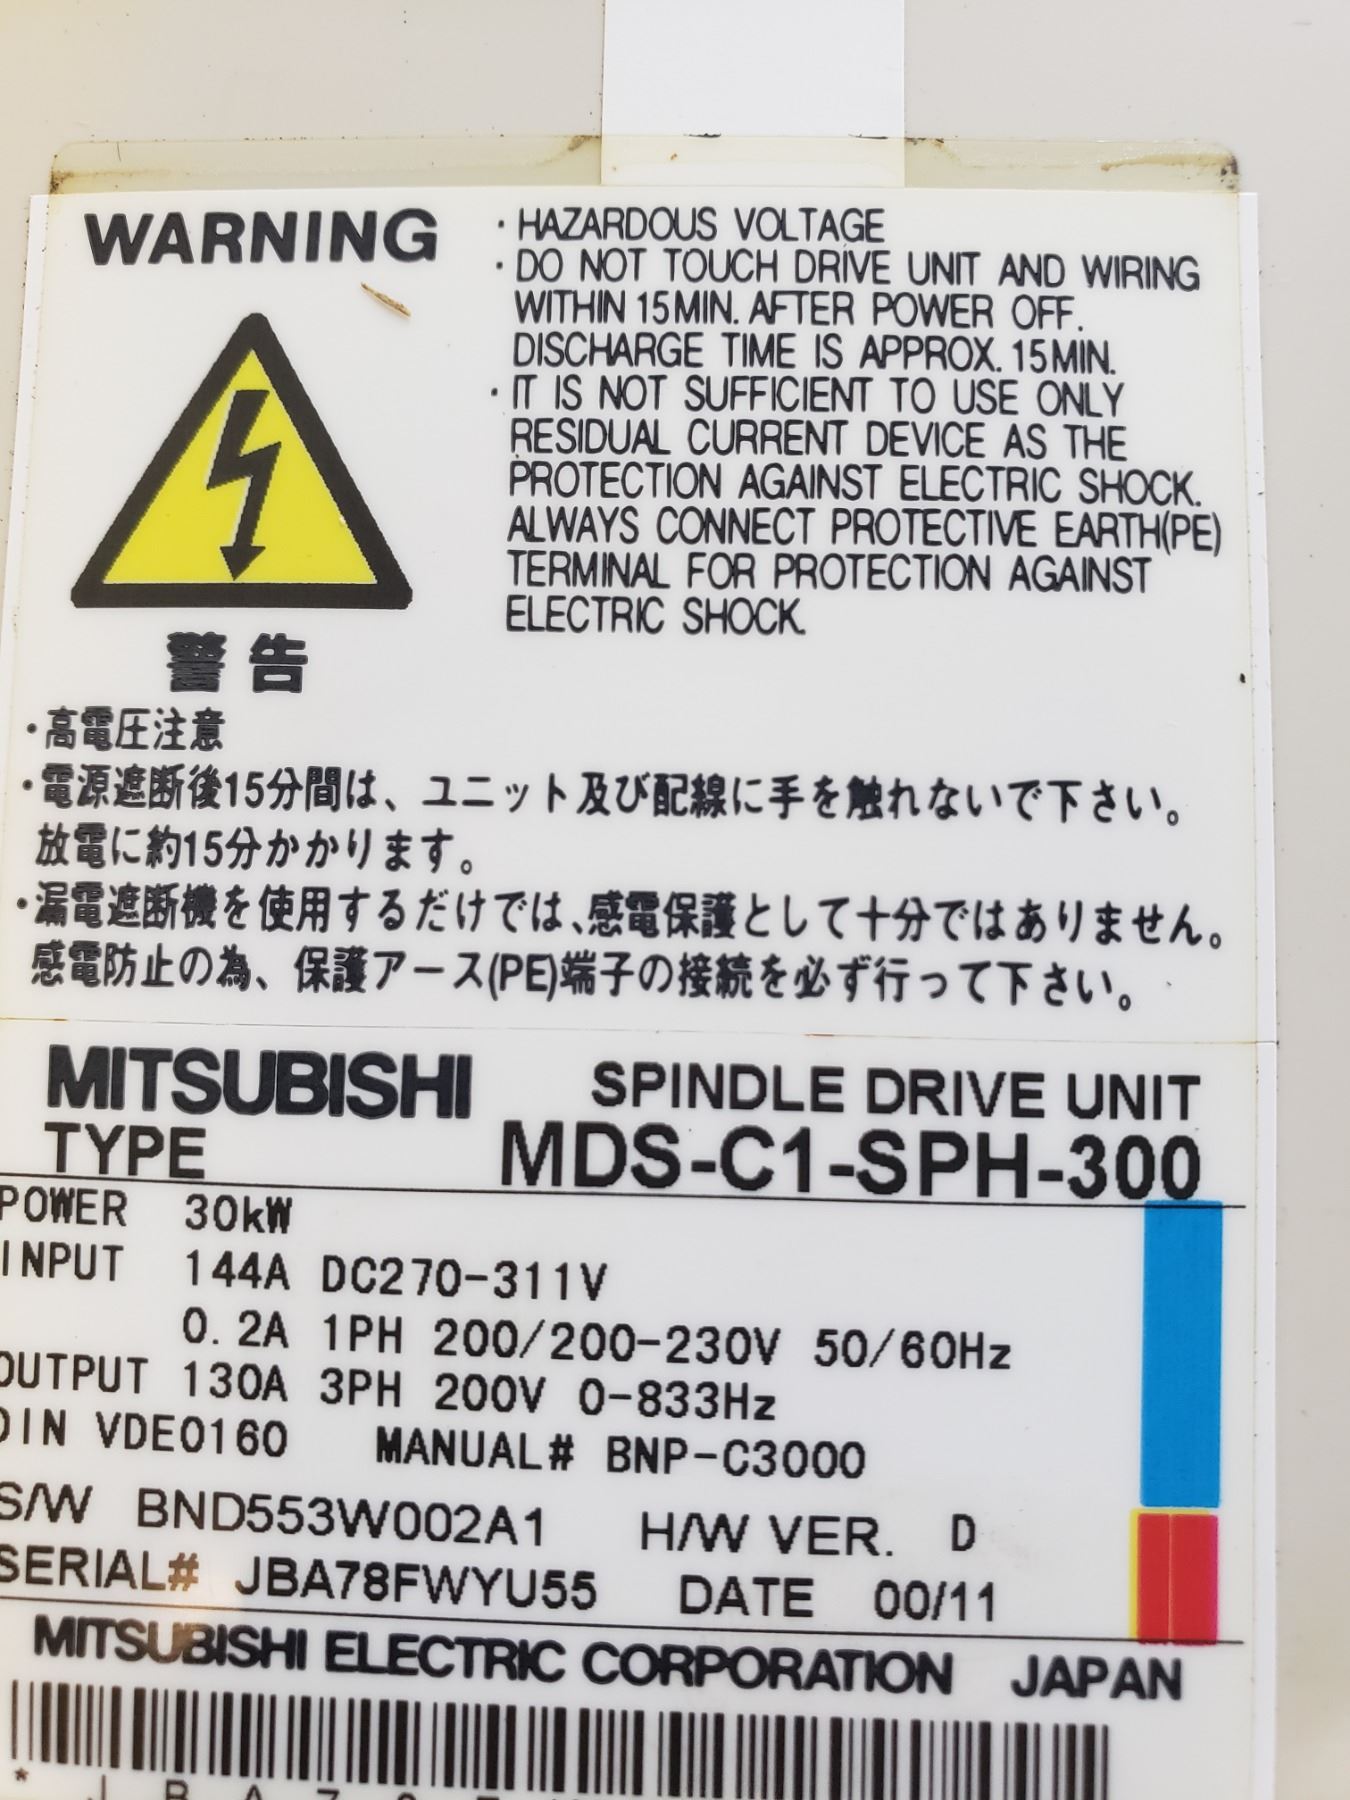 WARNING
・HAZARDOUS VOLTAGE
・DO NOT TOUCH DRIVE UNIT AND WIRING
WITHIN 15MIN. AFTER POWER OFF.
DISCHARGE TIME IS APPROX. 15MIN.
・IT IS NOT SUFFICIENT TO USE ONLY
RESIDUAL CURRENT DEVICE AS THE
PROTECTION AGAINST ELECTRIC SHOCK.
ALWAYS CONNECT PROTECTIVE EARTH(PE)
TERMINAL FOR PROTECTION AGAINST
ELECTRIC SHOCK.
警告
・高電圧注意
・電源遮断後15分間は、ユニット及び配線に手を触れないで下さい。
放電に約15分かかります。
・漏電遮断機を使用するだけでは、感電保護として十分ではありません。
感電防止の為、保護アース(PE)端子の接続を必ず行って下さい。
MITSUBISHI SPINDLE DRIVE UNIT
TYPE MDS-C1-SPH-300
POWER 30kW
INPUT 144A DC270-311V
0.2A 1PH 200/200-230V 50/60Hz
OUTPUT 130A 3PH 200V 0-833Hz
DIN VDE0160 MANUAL# BNP-C3000
S/W BND553W002A1 H/W VER. D
SERIAL# JBA78FWYU55 DATE 00/11
MITSUBISHI ELECTRIC CORPORATION JAPAN